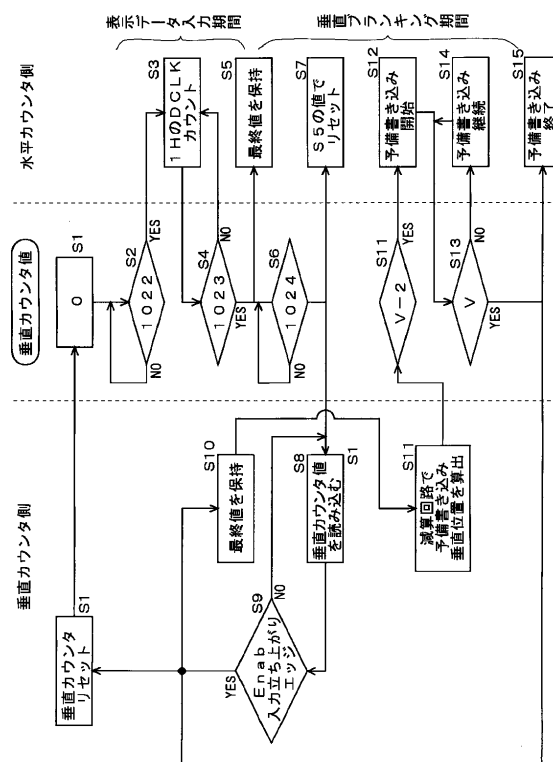 垂直カウンタ側
垂直カウンタ値
水平カウンタ側
表示データ入力期間
垂直ブランキング期間
S1
垂直カウンタ
リセット
S1
0
S2
1022
YES
NO
S3
1HのDCLK
カウント
S4
1023
NO
YES
S5
最終値を保持
S6
1024
NO
S7
S5の値で
リセット
S8
S1
垂直カウンタ値
を読み込む
S9
Enab
入力立ち上がり
エッジ
YES
NO
S10
最終値を保持
S11
減算回路で
予備書き込み
垂直位置を算出
S11
V-2
YES
S12
予備書き込み
開始
S13
V
NO
YES
S14
予備書き込み
継続
S15
予備書き込み
終了